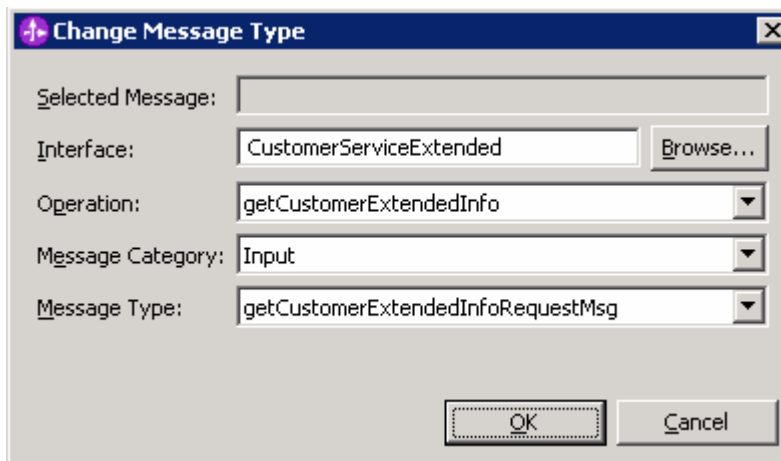 Change Message Type
Selected Message:
Interface: CustomerServiceExtended Browse...
Operation: getCustomerExtendedInfo
Message Category: Input
Message Type: getCustomerExtendedInfoRequestMsg
OK Cancel